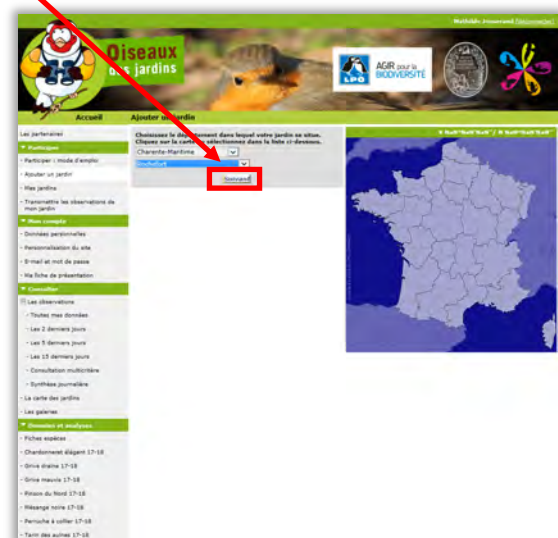 Mathilde Jousserand [déconnecter]
Oiseaux
des jardins
LPO
AGIR pour la
BIODIVERSITÉ
Accueil
Ajouter un jardin
Les partenaires
Participer
- Participer : mode d'emploi
- Ajouter un jardin
- Mes jardins
- Transmettre les observations de
mon jardin
Mon compte
- Données personnelles
- Personnalisation du site
- E-mail et mot de passe
- Ma fiche de présentation
Consulter
Les observations
- Toutes mes données
- Les 2 derniers jours
- Les 5 derniers jours
- Les 15 derniers jours
- Consultation multicritère
- Synthèse journalière
- La carte des jardins
- Les galeries
Données et analyses
- Fiches espèces
- Chardonneret élégant 17-18
- Grive draine 17-18
- Grive mauvis 17-18
- Pinson du Nord 17-18
- Mésange noire 17-18
- Perruche à collier 17-18
- Tarin des aulnes 17-18
Choisissez le département dans lequel votre jardin se situe.
Cliquez sur la carte ou sélectionnez dans la liste ci-dessous.
Charente-Maritime
Rochefort
Suivant